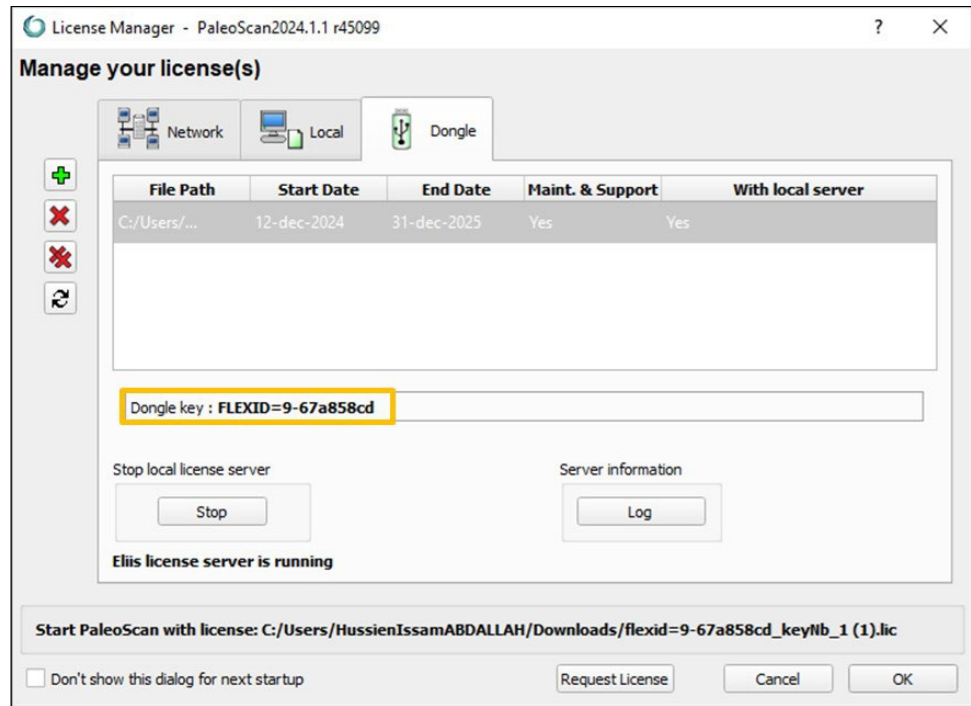 License Manager - PaleoScan2024.1.1 r45099
Manage your license(s)
Network Local Dongle
File Path Start Date End Date Maint. & Support With local server
C:/Users/... 12-dec-2024 31-dec-2025 Yes Yes
Dongle key : FLEXID=9-67a858cd
Stop local license server Server information
Stop Log
Eliis license server is running
Start PaleoScan with license: C:/Users/HussienIssamABDALLAH/Downloads/flexid=9-67a858cd_keyNb_1 (1).lic
Don't show this dialog for next startup Request License Cancel OK